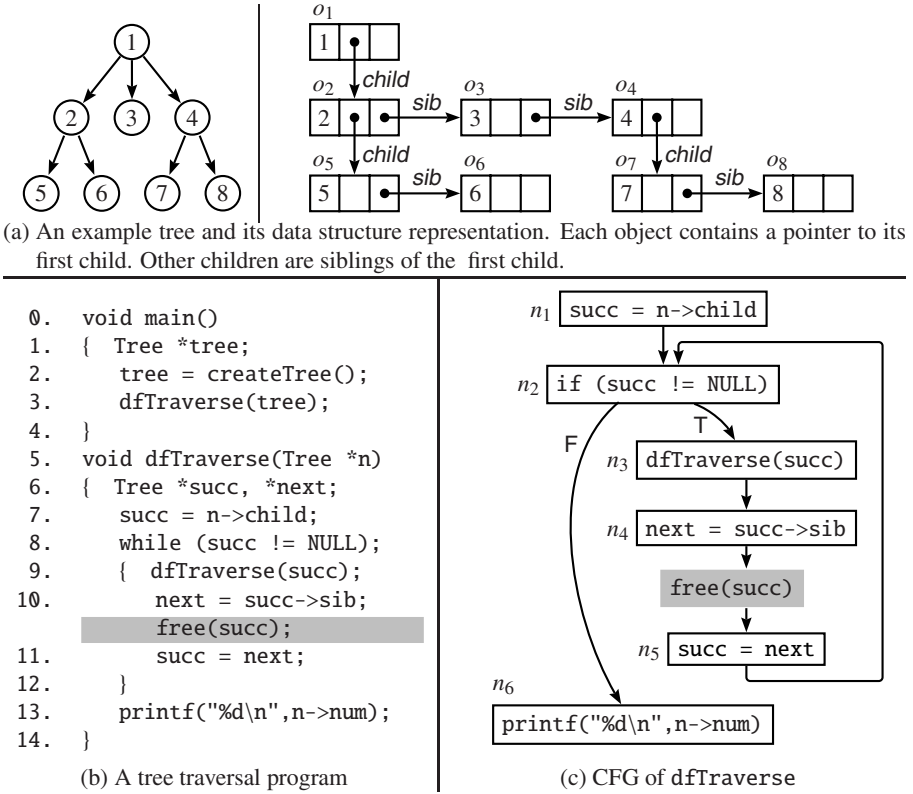 1
2 3 4
5 6 7 8
o1
1
child
o2 sib o3 sib o4
2 3 4
child child
o5 sib o6 o7 sib o8
5 6 7 8
(a) An example tree and its data structure representation. Each object contains a pointer to its
first child. Other children are siblings of the first child.
0. void main()
1. { Tree *tree;
2. tree = createTree();
3. dfTraverse(tree);
4. }
5. void dfTraverse(Tree *n)
6. { Tree *succ, *next;
7. succ = n->child;
8. while (succ != NULL);
9. { dfTraverse(succ);
10. next = succ->sib;
free(succ);
11. succ = next;
12. }
13. printf("%d\n",n->num);
14. }
(b) A tree traversal program
n1 succ = n->child
n2 if (succ != NULL)
F T
n3 dfTraverse(succ)
n4 next = succ->sib
free(succ)
n5 succ = next
n6
printf("%d\n",n->num)
(c) CFG of dfTraverse